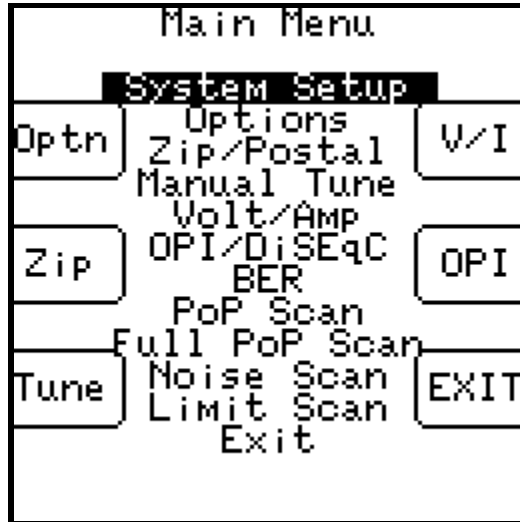 Main Menu
System Setup
Options
Optn
V/I
Zip/Postal
Manual Tune
Volt/Amp
OPI/DiSEqC
Zip
OPI
BER
PoP Scan
Full PoP Scan
Noise Scan
Tune
EXIT
Limit Scan
Exit